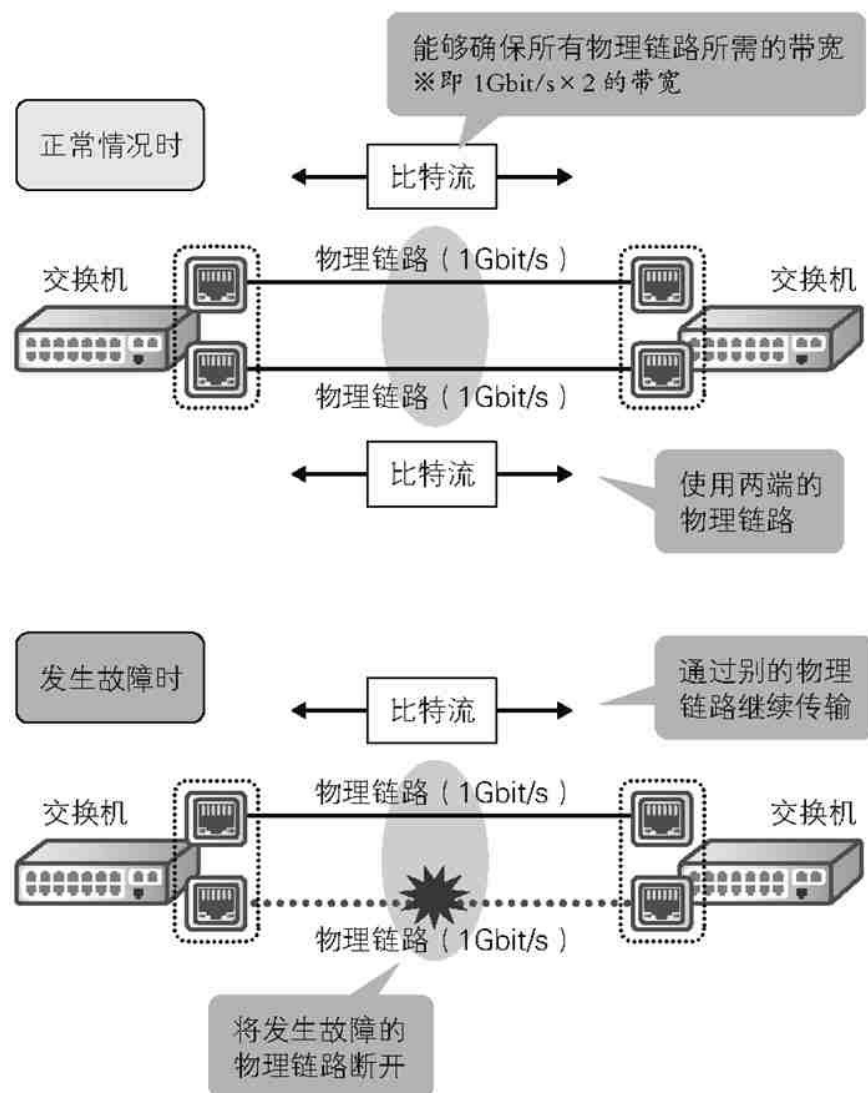 能够确保所有物理链路所需的带宽
※即 1Gbit/s×2 的带宽
正常情况时
比特流
物理链路（1Gbit/s）
交换机
交换机
物理链路（1Gbit/s）
比特流
使用两端的
物理链路
发生故障时
比特流
通过别的物理
链路继续传输
物理链路（1Gbit/s）
交换机
交换机
物理链路（1Gbit/s）
将发生故障的
物理链路断开